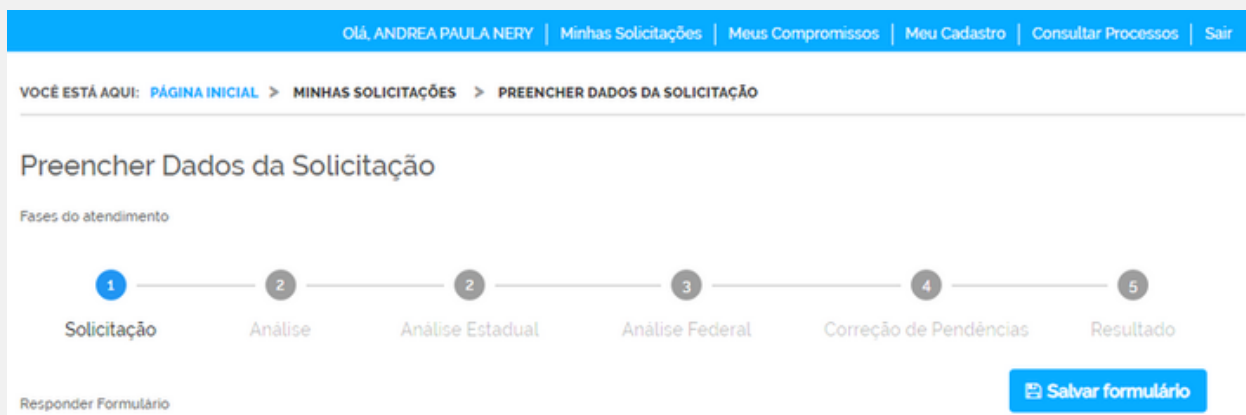 Olá, ANDREA PAULA NERY | Minhas Solicitações | Meus Compromissos | Meu Cadastro | Consultar Processos | Sair
VOCÊ ESTÁ AQUI: PÁGINA INICIAL > MINHAS SOLICITAÇÕES > PREENCHER DADOS DA SOLICITAÇÃO
Preencher Dados da Solicitação
Fases do atendimento
1 2 2 3 4 5
Solicitação Análise Análise Estadual Análise Federal Correção de Pendências Resultado
Salvar formulário
Responder Formulário